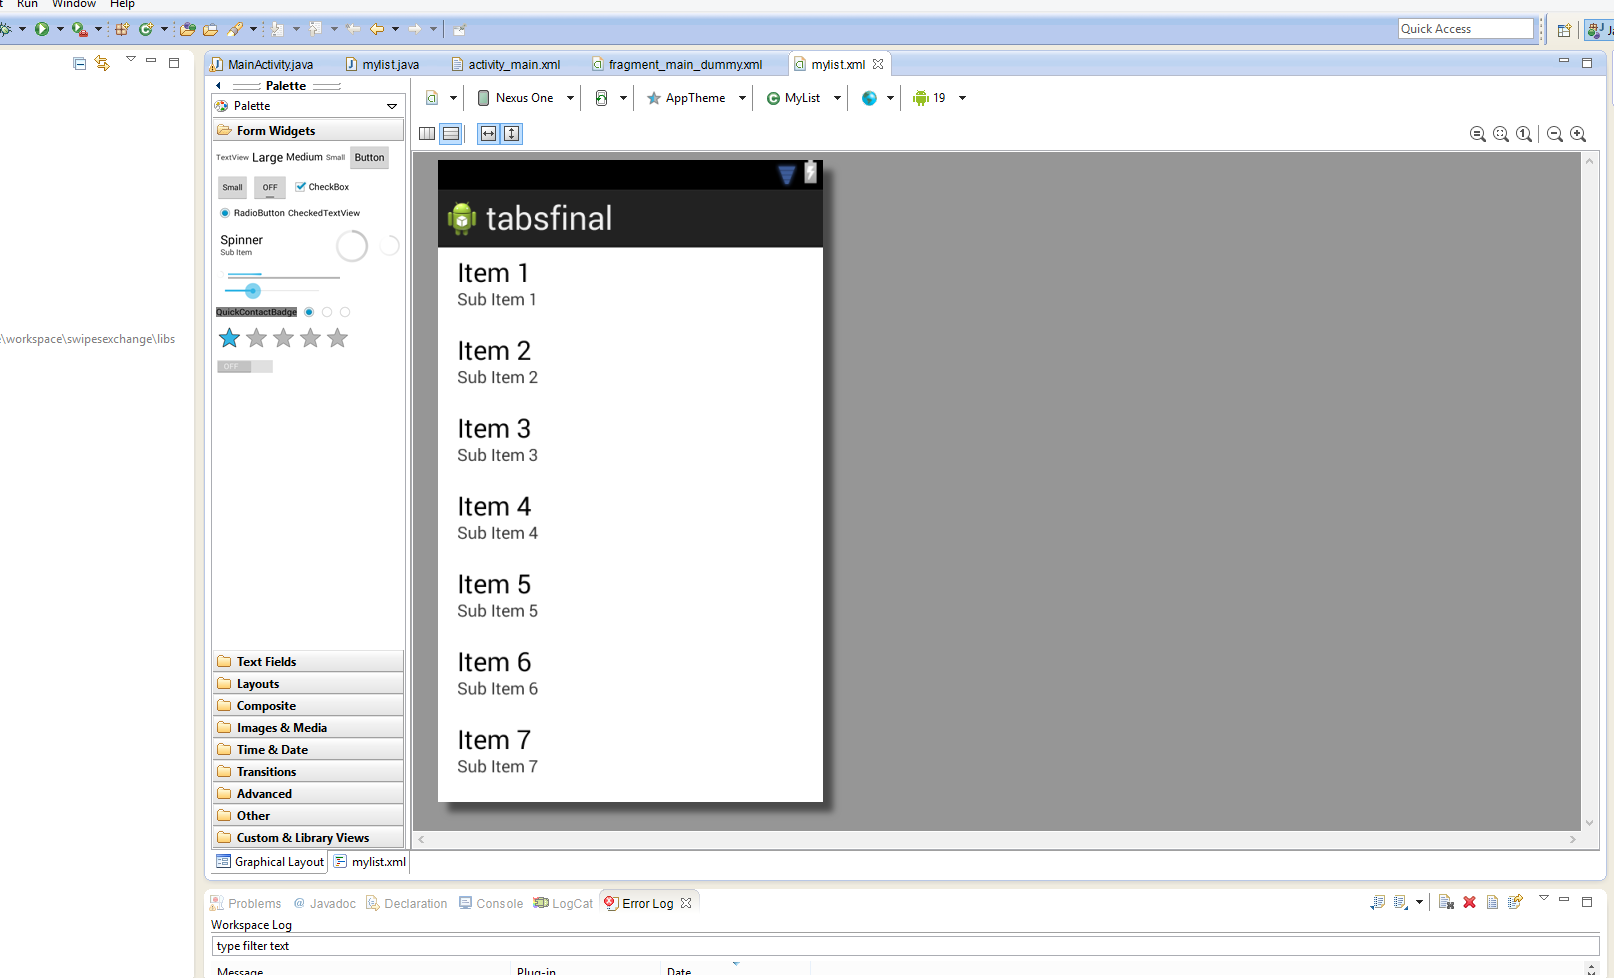 Run Window Help
Quick Access
Ja
MainActivity.java mylist.java activity_main.xml fragment_main_dummy.xml mylist.xml
Palette
Palette
Form Widgets
TextView Large Medium Small Button
Small OFF CheckBox
RadioButton CheckedTextView
Spinner
Sub Item
QuickContactBadge
OFF
Text Fields
Layouts
Composite
Images & Media
Time & Date
Transitions
Advanced
Other
Custom & Library Views
Graphical Layout mylist.xml
\workspace\swipesexchange\libs
Nexus One AppTheme MyList 19
tabsfinal
Item 1
Sub Item 1
Item 2
Sub Item 2
Item 3
Sub Item 3
Item 4
Sub Item 4
Item 5
Sub Item 5
Item 6
Sub Item 6
Item 7
Sub Item 7
Problems @ Javadoc Declaration Console LogCat Error Log
Workspace Log
type filter text
Message Plug-in Date